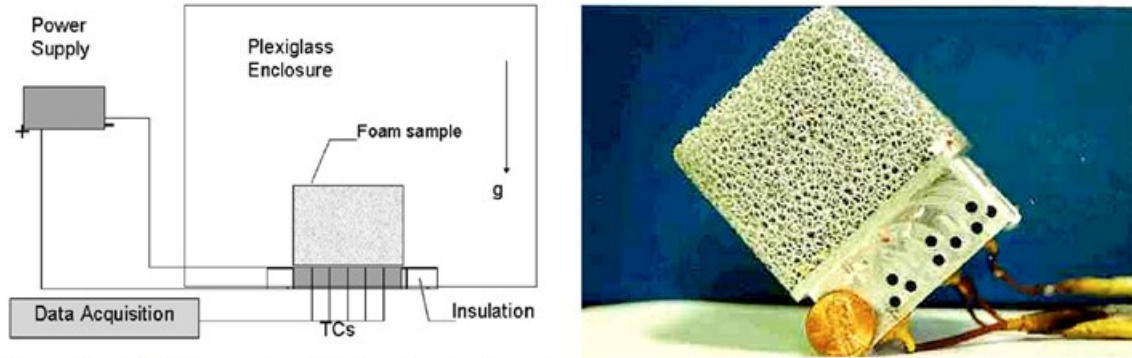 Power
Supply
Plexiglass
Enclosure
+
-
Foam sample
g
Insulation
Data Acquisition
TCs